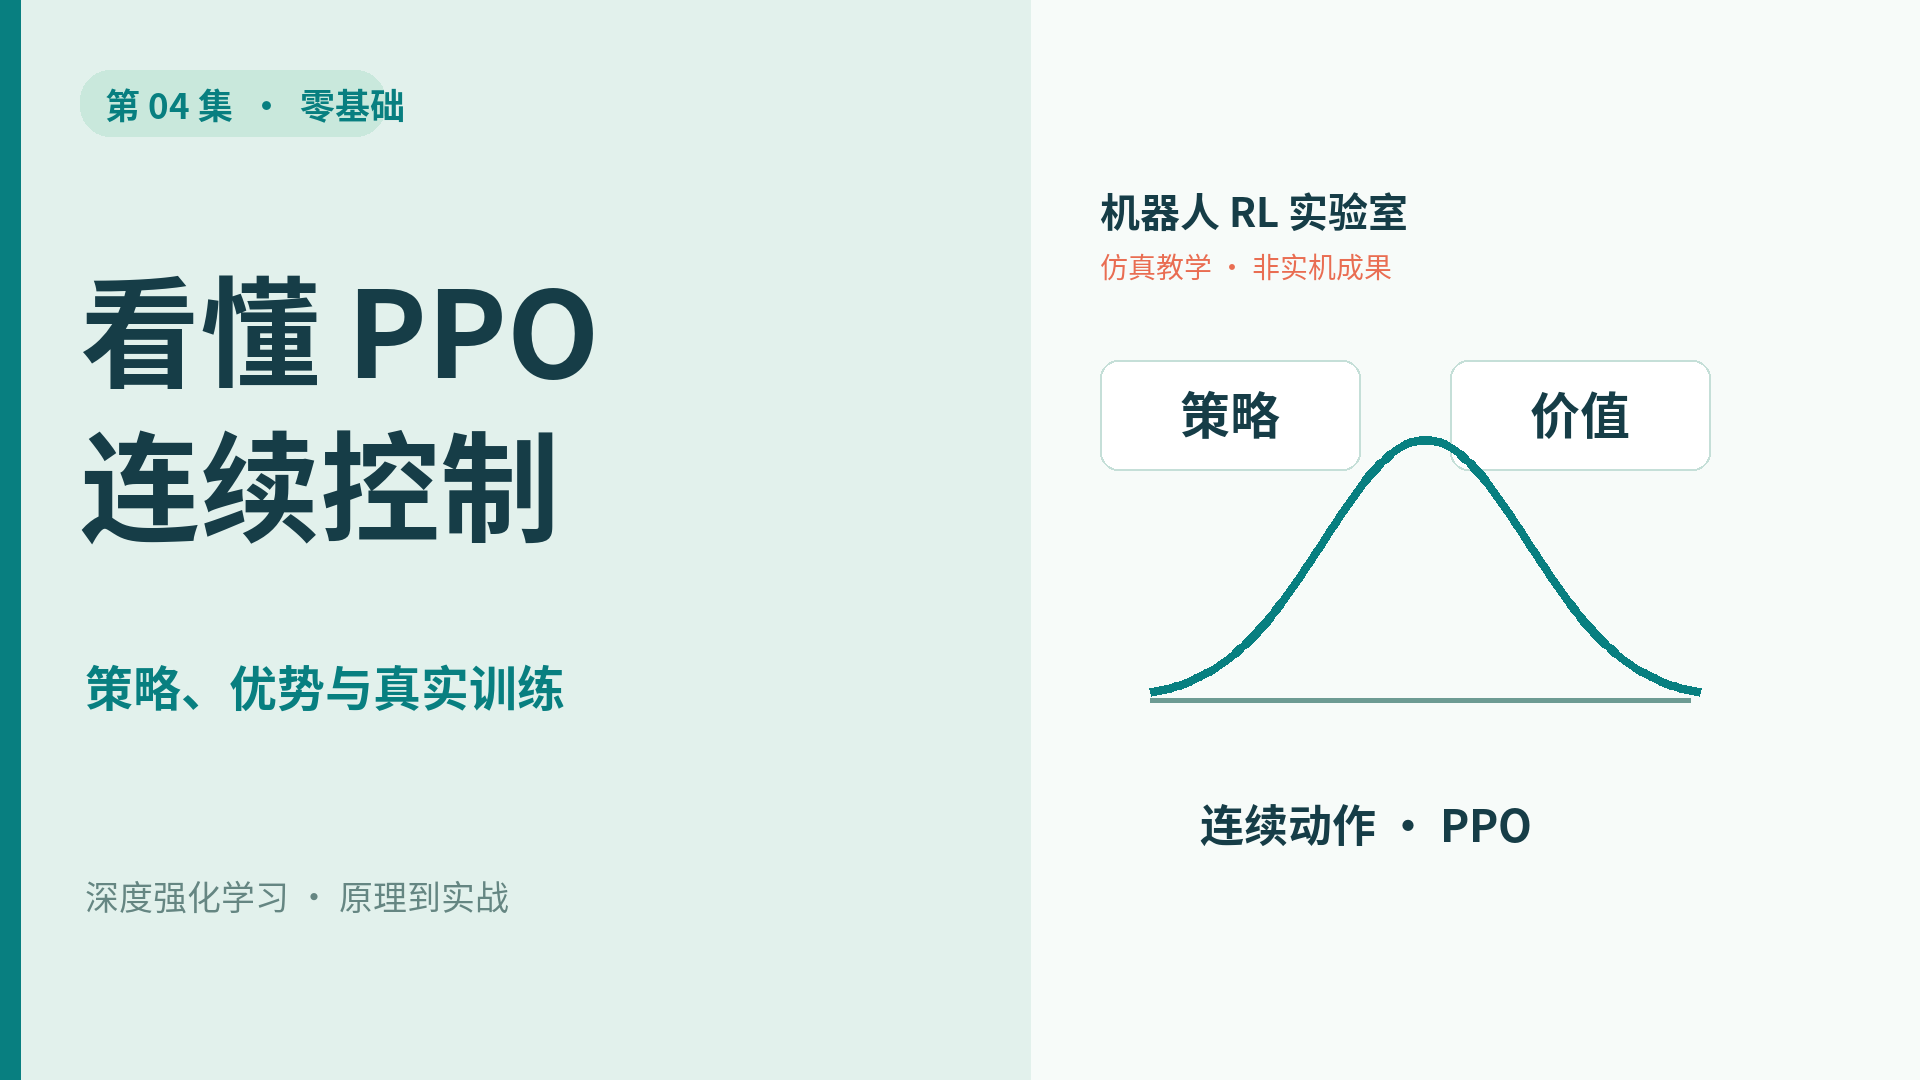 第 04 集 · 零基础
看懂 PPO
连续控制
策略、优势与真实训练
深度强化学习 · 原理到实战
机器人 RL 实验室
仿真教学 · 非实机成果
策略
价值
连续动作 · PPO